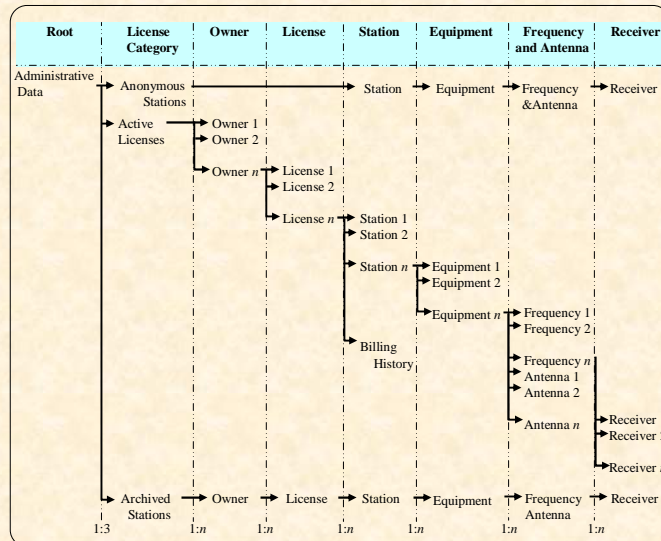 Root License Category Owner License Station Equipment Frequency and Antenna Receiver
Administrative Data
Anonymous Stations
Station
Equipment
Frequency &Antenna
Receiver
Active Licenses
Owner 1
Owner 2
Owner n
License 1
License 2
License n
Station 1
Station 2
Station n
Equipment 1
Equipment 2
Equipment n
Billing History
Frequency 1
Frequency 2
Frequency n
Antenna 1
Antenna 2
Antenna n
Receiver
Receiver
Receiver
Archived Stations
Owner
License
Station
Equipment
Frequency Antenna
Receiver
1:3 1:n 1:n 1:n 1:n 1:n 1:n